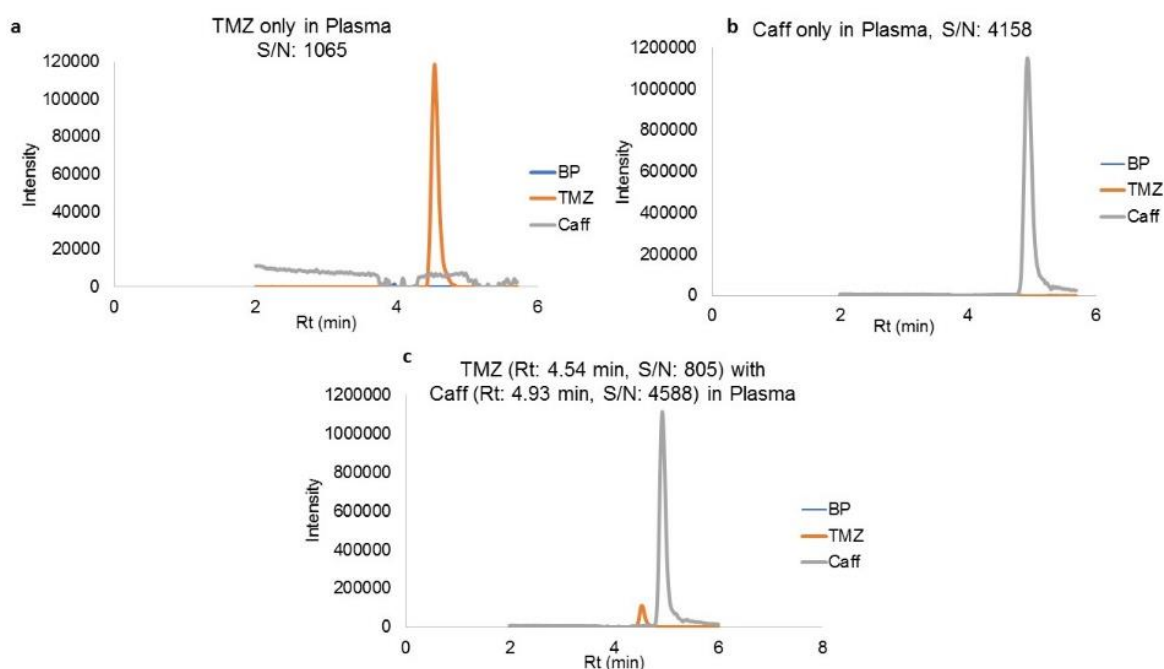 a
TMZ only in Plasma
S/N: 1065
120000
100000
80000
60000
40000
20000
0
Intensity
0
2
4
6
Rt (min)
BP
TMZ
Caff
b
Caff only in Plasma, S/N: 4158
1200000
1000000
800000
600000
400000
200000
0
Intensity
0
2
4
6
Rt (min)
BP
TMZ
Caff
c
TMZ (Rt: 4.54 min, S/N: 805) with
Caff (Rt: 4.93 min, S/N: 4588) in Plasma
1200000
1000000
800000
600000
400000
200000
0
Intensity
0
2
4
6
8
Rt (min)
BP
TMZ
Caff